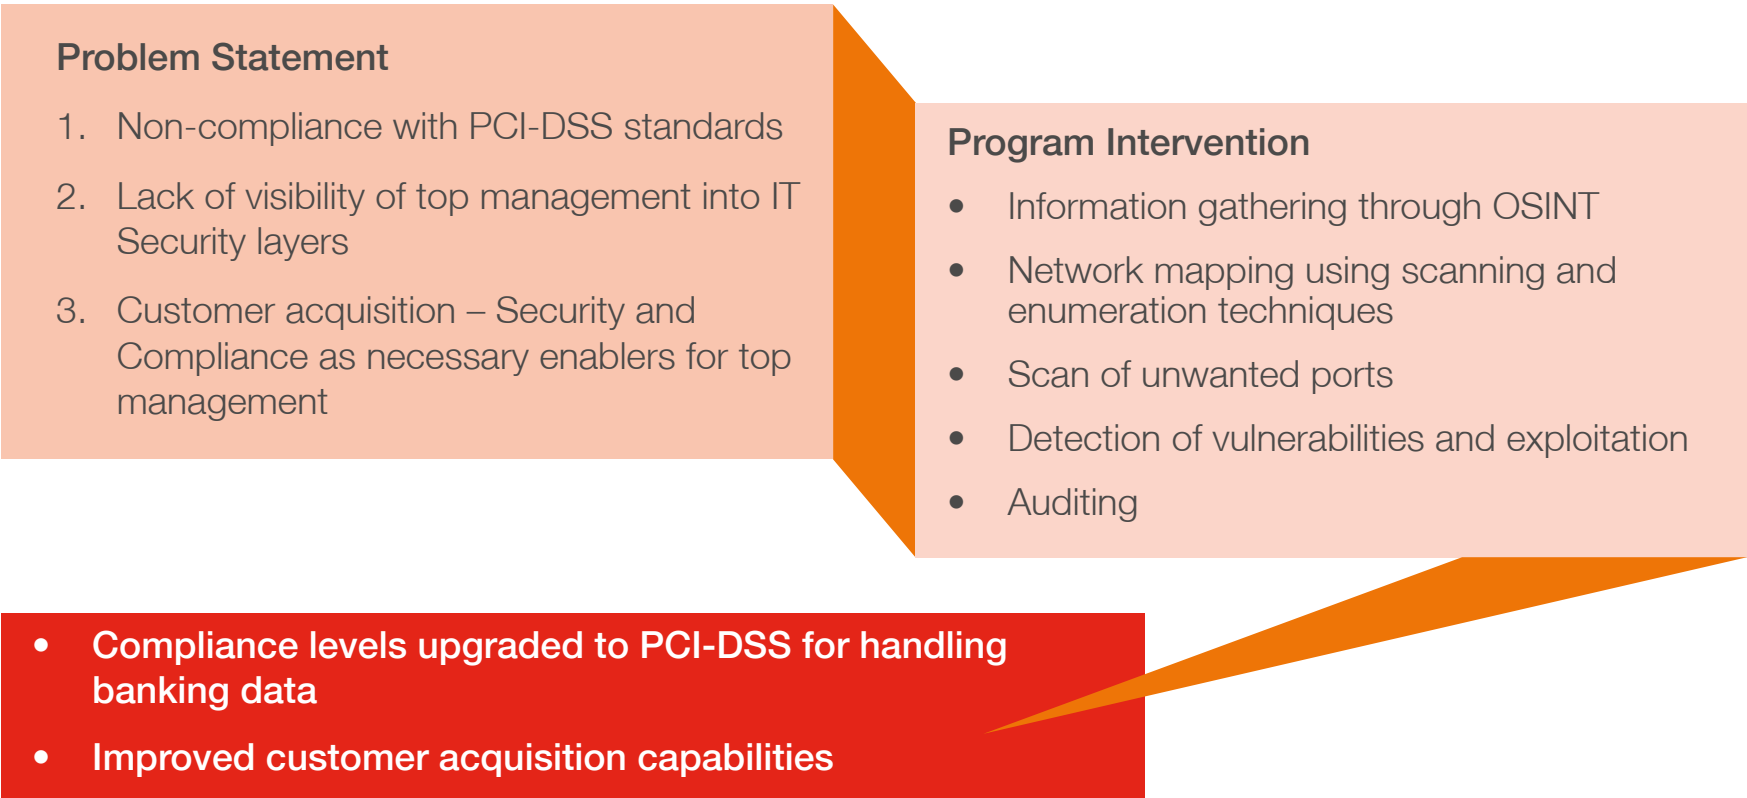 Problem Statement
1. Non-compliance with PCI-DSS standards
2. Lack of visibility of top management into IT
Security layers
3. Customer acquisition – Security and
Compliance as necessary enablers for top
management
Program Intervention
• Information gathering through OSINT
• Network mapping using scanning and
enumeration techniques
• Scan of unwanted ports
• Detection of vulnerabilities and exploitation
• Auditing
• Compliance levels upgraded to PCI-DSS for handling
banking data
• Improved customer acquisition capabilities